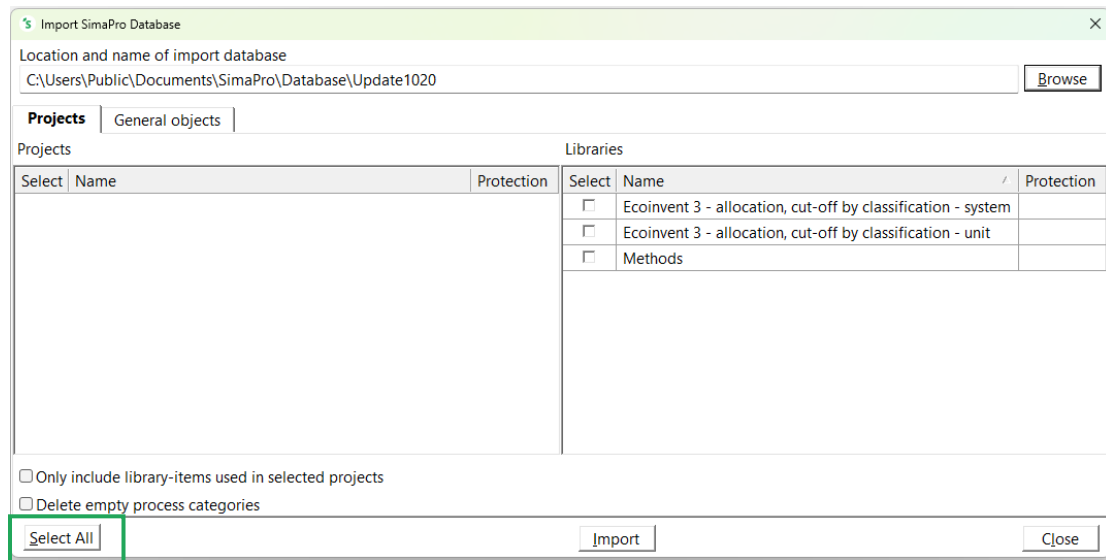 Import SimaPro Database
Location and name of import database
C:\Users\Public\Documents\SimaPro\Database\Update1020
Browse
Projects General objects
Projects
Select Name Protection
Libraries
Select Name Protection
Ecoinvent 3 - allocation, cut-off by classification - system
Ecoinvent 3 - allocation, cut-off by classification - unit
Methods
Only include library-items used in selected projects
Delete empty process categories
Select All Import Close